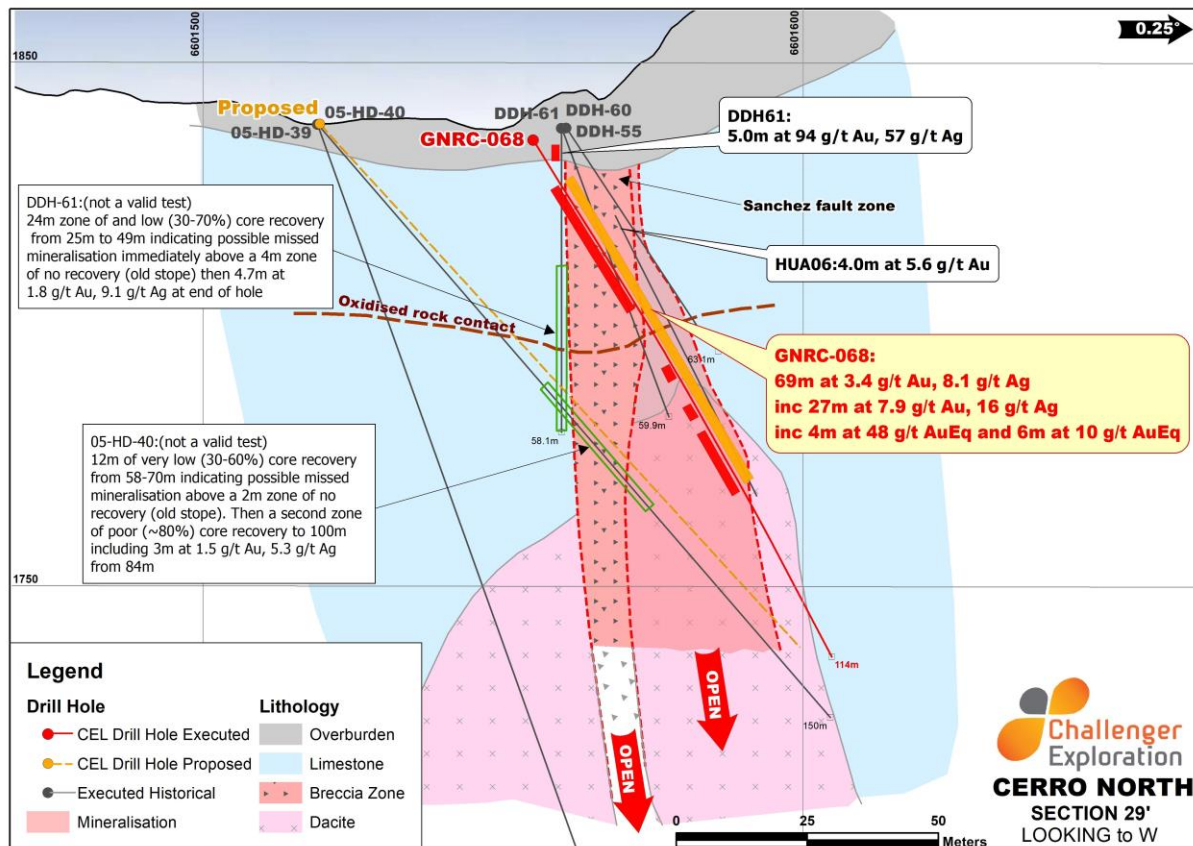 6601500
6601600
0.25°
1850
Proposed
05-HD-40
05-HD-39
DDH-61
DDH-60
DDH-55
GNRC-068
DDH61:
5.0m at 94 g/t Au, 57 g/t Ag
Sanchez fault zone
HUA06:4.0m at 5.6 g/t Au
DDH-61:(not a valid test)
24m zone of and low (30-70%) core recovery
from 25m to 49m indicating possible missed
mineralisation immediately above a 4m zone
of no recovery (old stope) then 4.7m at
1.8 g/t Au, 9.1 g/t Ag at end of hole
Oxidised rock contact
63.1m
GNRC-068:
69m at 3.4 g/t Au, 8.1 g/t Ag
inc 27m at 7.9 g/t Au, 16 g/t Ag
inc 4m at 48 g/t AuEq and 6m at 10 g/t AuEq
58.1m
59.9m
05-HD-40:(not a valid test)
12m of very low (30-60%) core recovery
from 58-70m indicating possible missed
mineralisation above a 2m zone of no
recovery (old stope). Then a second zone
of poor (~80%) core recovery to 100m
including 3m at 1.5 g/t Au, 5.3 g/t Ag
from 84m
1750
114m
150m
OPEN
OPEN
Legend
Drill Hole
CEL Drill Hole Executed
CEL Drill Hole Proposed
Executed Historical
Mineralisation
Lithology
Overburden
Limestone
Breccia Zone
Dacite
Challenger
Exploration
CERRO NORTH
SECTION 29'
LOOKING to W
0 25 50
Meters